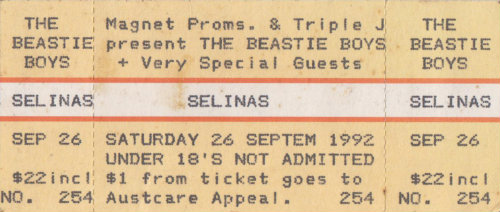 THE
BEASTIE
BOYS
Magnet Proms. & Triple J
present THE BEASTIE BOYS
+ Very Special Guests
THE
BEASTIE
BOYS
SELINAS
SELINAS
SELINAS
SEP 26
$22incl
NO. 254
SATURDAY 26 SEPTEM 1992
UNDER 18'S NOT ADMITTED
$1 from ticket goes to
Austcare Appeal. 254
SEP 26
$22incl
NO. 254